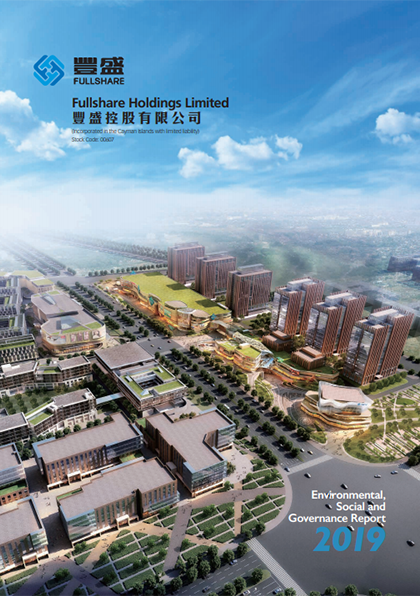 豐盛
FULLSHARE
Fullshare Holdings Limited
豐盛控股有限公司
(Incorporated in the Cayman Islands with limited liability)
Stock Code: 00607
Environmental,
Social and
Governance Report
2019